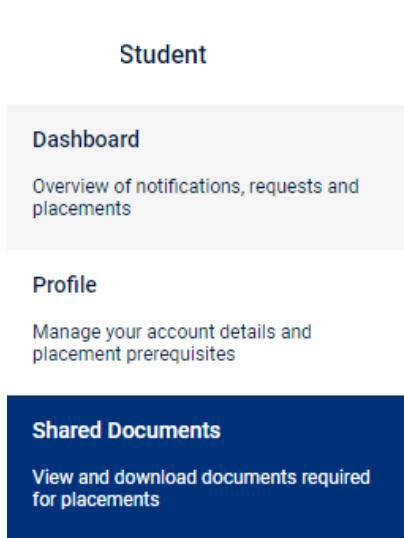 Student
Dashboard
Overview of notifications, requests and
placements
Profile
Manage your account details and
placement prerequisites
Shared Documents
View and download documents required
for placements